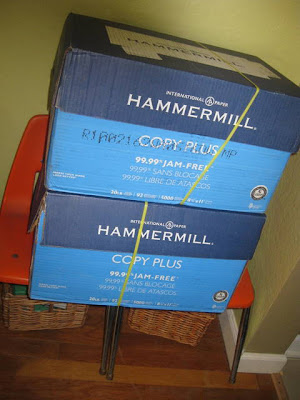 INTERNATIONAL PAPER
HAMMERMILL
COPY PLUS
99.99% JAM-FREE
99.99% SANS BLOCAGE
99.99% LIBRE DE ATASCOS
INTERNATIONAL PAPER
HAMMERMILL
COPY PLUS
99.99% JAM-FREE
99.99% SANS BLOCAGE
99.99% LIBRE DE ATASCOS